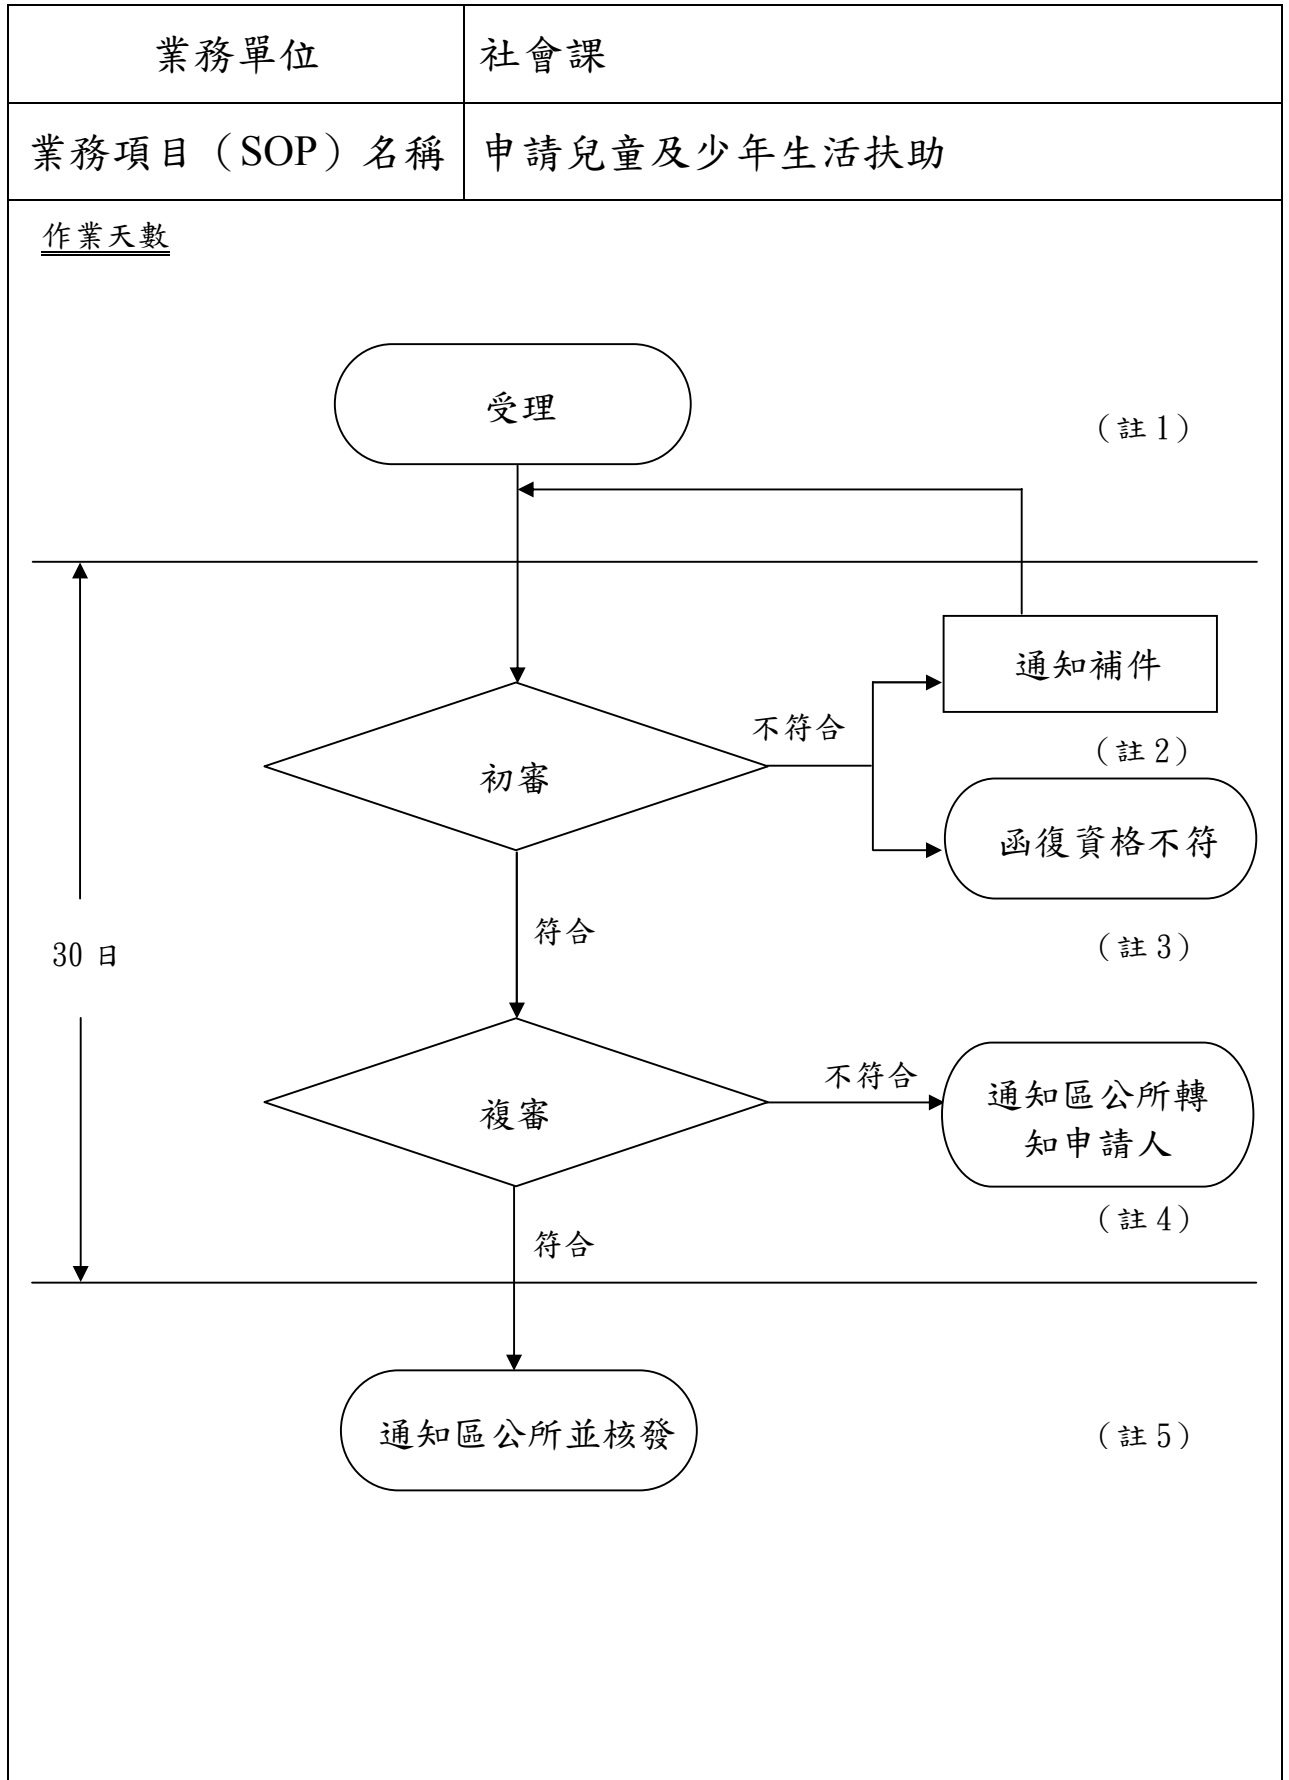 業務單位
社會課
業務項目（SOP）名稱
申請兒童及少年生活扶助
作業天數
受理
（註1）
通知補件
不符合
（註2）
初審
函復資格不符
符合
（註3）
30 日
不符合
通知區公所轉
知申請人
複審
（註4）
符合
通知區公所並核發
（註5）